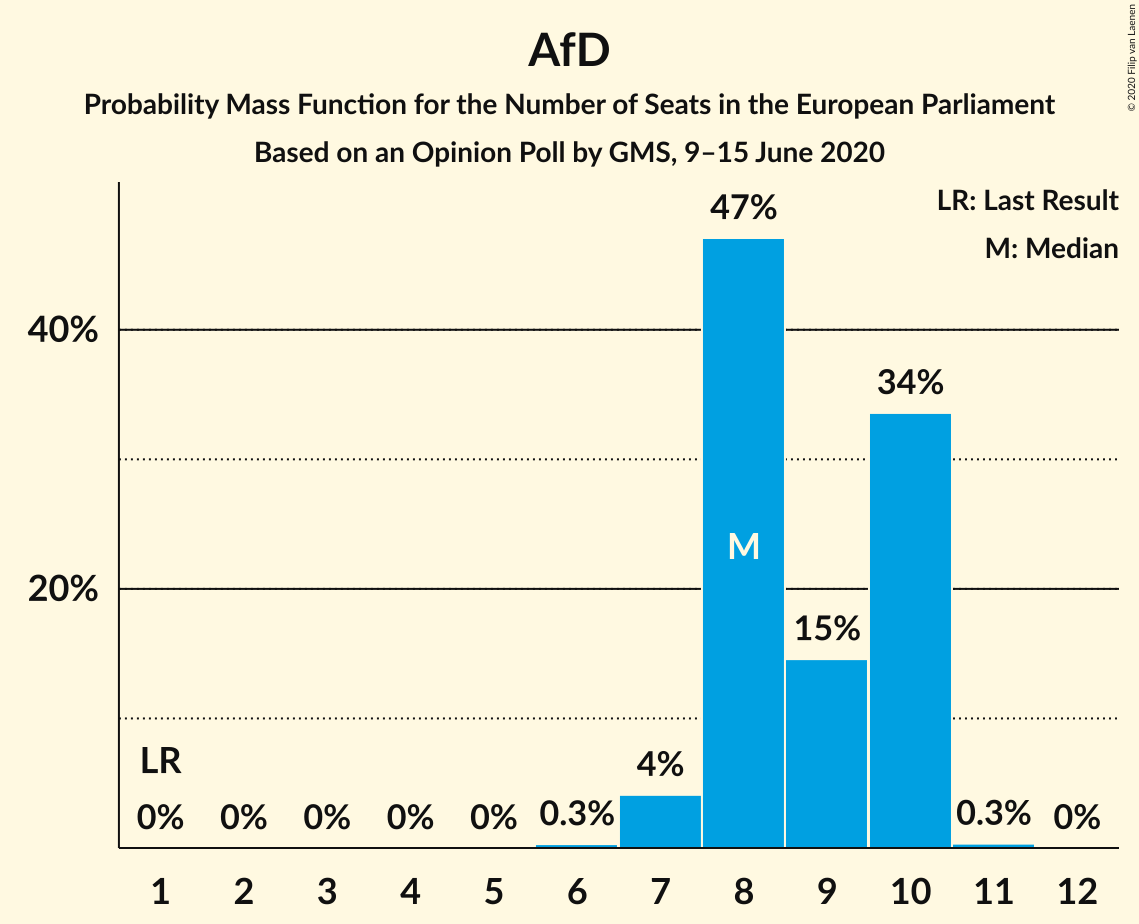 AfD
Probability Mass Function for the Number of Seats in the European Parliament
Based on an Opinion Poll by GMS, 9–15 June 2020
© 2020 Filip van Laenen
LR: Last Result
M: Median
47%
40%
34%
M
20%
15%
LR
4%
0% 0% 0% 0% 0% 0.3% 0.3% 0%
1 2 3 4 5 6 7 8 9 10 11 12